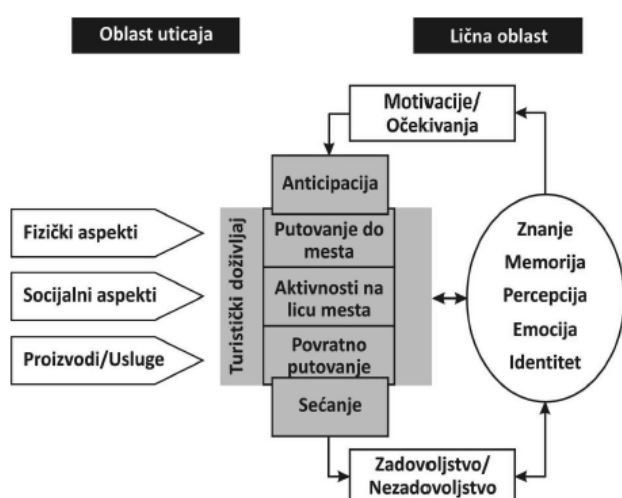 Oblast uticaja
Lična oblast
Motivacije/
Očekivanja
Anticipacija
Fizički aspekti
Socijalni aspekti
Proizvodi/Usluge
Turistički doživljaj
Putovanje do
mesta
Aktivnosti na
licu mesta
Povratno
putovanje
Sećanje
Znanje
Memorija
Percepcija
Emocija
Identitet
Zadovoljstvo/
Nezadovoljstvo